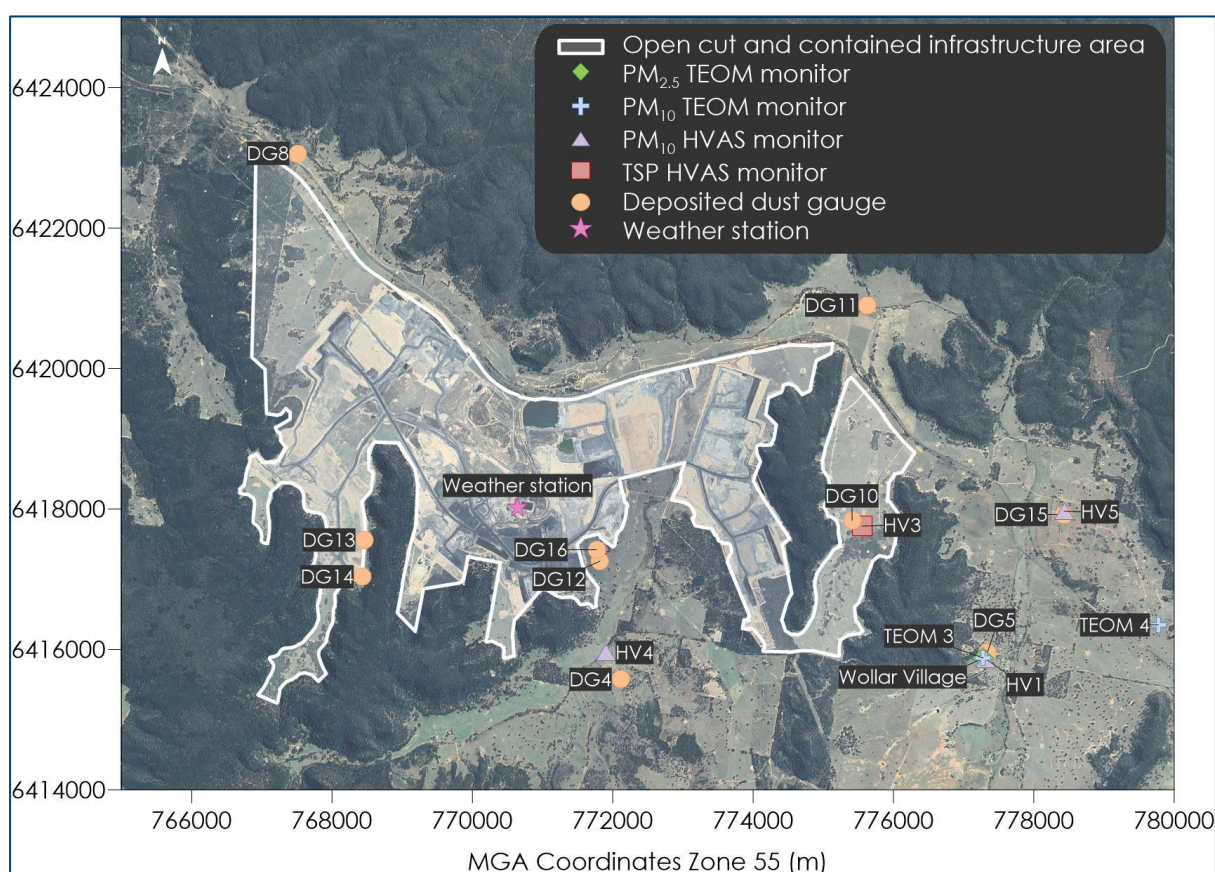 N
Open cut and contained infrastructure area
PM2.5 TEOM monitor
PM10 TEOM monitor
PM10 HVAS monitor
TSP HVAS monitor
Deposited dust gauge
Weather station
6424000
6422000
6420000
6418000
6416000
6414000
DG8
DG11
Weather station
DG10
HV3
DG15
HV5
DG13
DG14
DG16
DG12
TEOM 3
DG5
TEOM 4
HV4
DG4
Wollar Village
HV1
766000 768000 770000 772000 774000 776000 778000 780000
MGA Coordinates Zone 55 (m)